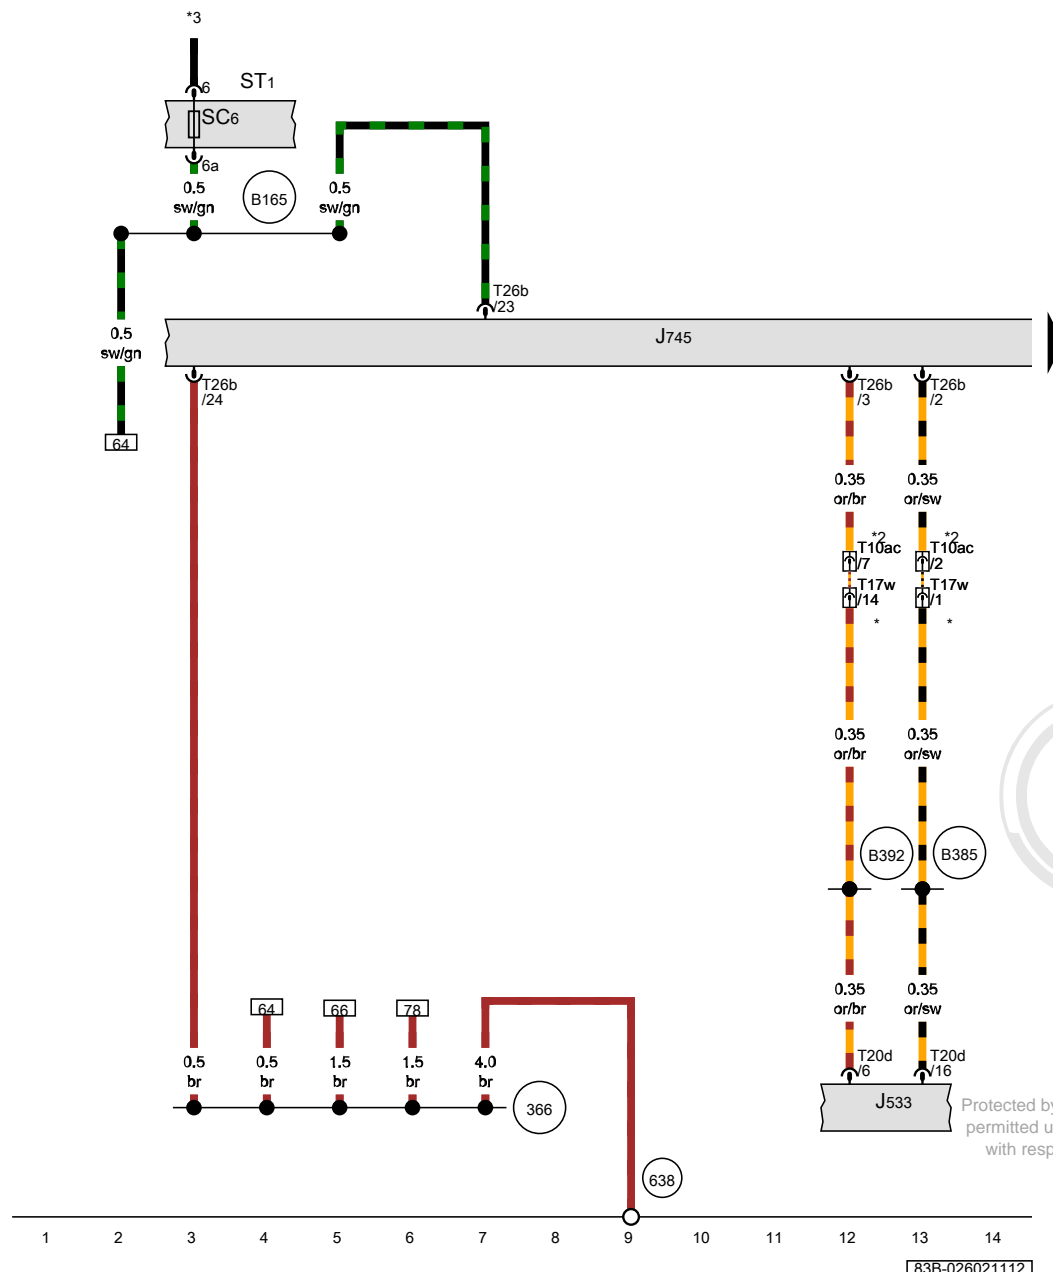 *3
6
ST1
SC6
6a
0.5
sw/gn
B165
0.5
sw/gn
T26b
/23
0.5
sw/gn
J745
64
T26b
/24
T26b
/3
T26b
/2
0.35
or/br
0.35
or/sw
*2
T10ac
/7
*2
T10ac
/2
T17w
/14
*
T17w
/1
*
0.35
or/br
0.35
or/sw
B392
B385
0.35
or/br
0.35
or/sw
64
66
78
0.5
br
0.5
br
1.5
br
1.5
br
4.0
br
366
T20d
/6
T20d
/16
J533
Protected by
permitted u
with resp
638
1 2 3 4 5 6 7 8 9 10 11 12 13 14
83B-026021112